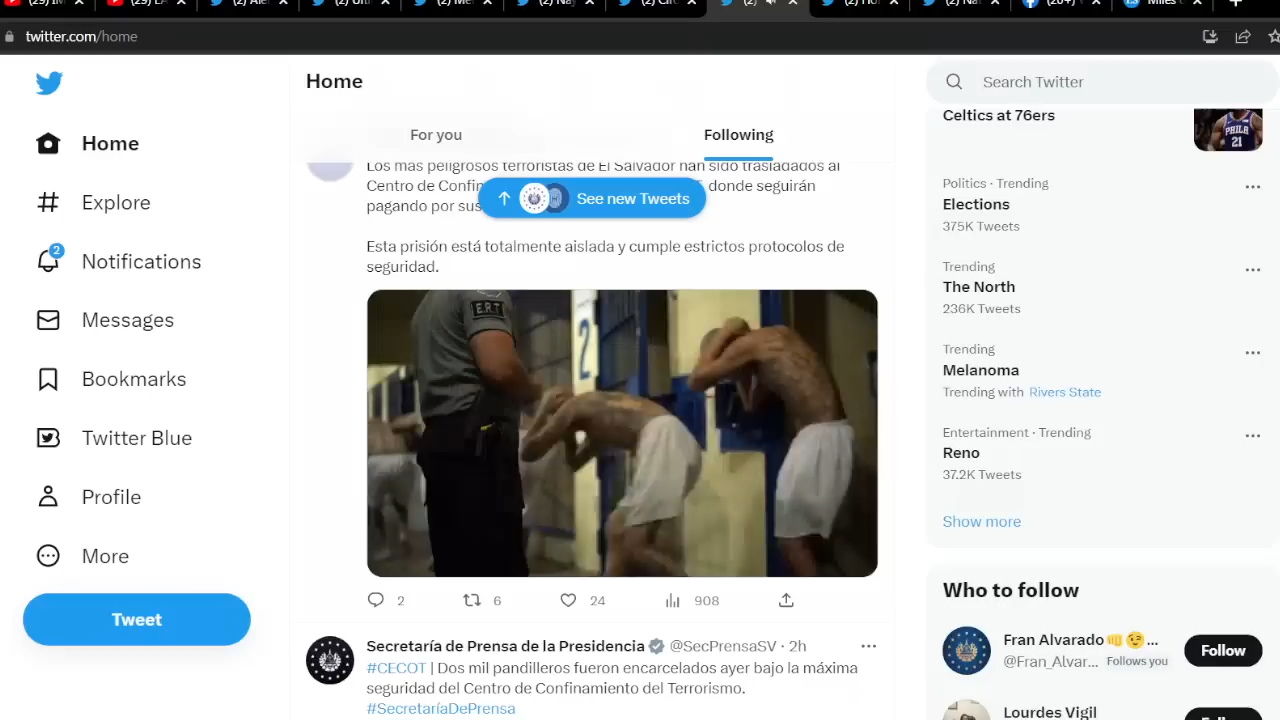 twitter.com/home
Home
Search Twitter
For you
Following
Celtics at 76ers
PHILA
21
Home
Explore
2
Notifications
Messages
Bookmarks
Twitter Blue
Profile
More
Tweet
Los más peligrosos terroristas de El Salvador han sido trasladados al
Centro de
donde seguirán
pagando por sus
See new Tweets
Esta prisión está totalmente aislada y cumple estrictos protocolos de
seguridad.
E.R.T
2
2
6
24
908
Secretaría de Prensa de la Presidencia @SecPrensaSV · 2h
#CECOT | Dos mil pandilleros fueron encarcelados ayer bajo la máxima
seguridad del Centro de Confinamiento del Terrorismo.
#SecretaríaDePrensa
Politics · Trending
Elections
375K Tweets
Trending
The North
236K Tweets
Trending
Melanoma
Trending with Rivers State
Entertainment · Trending
Reno
37.2K Tweets
Show more
Who to follow
Fran Alvarado👊😉...
@Fran_Alvar... Follows you
Follow
Lourdes Vigil